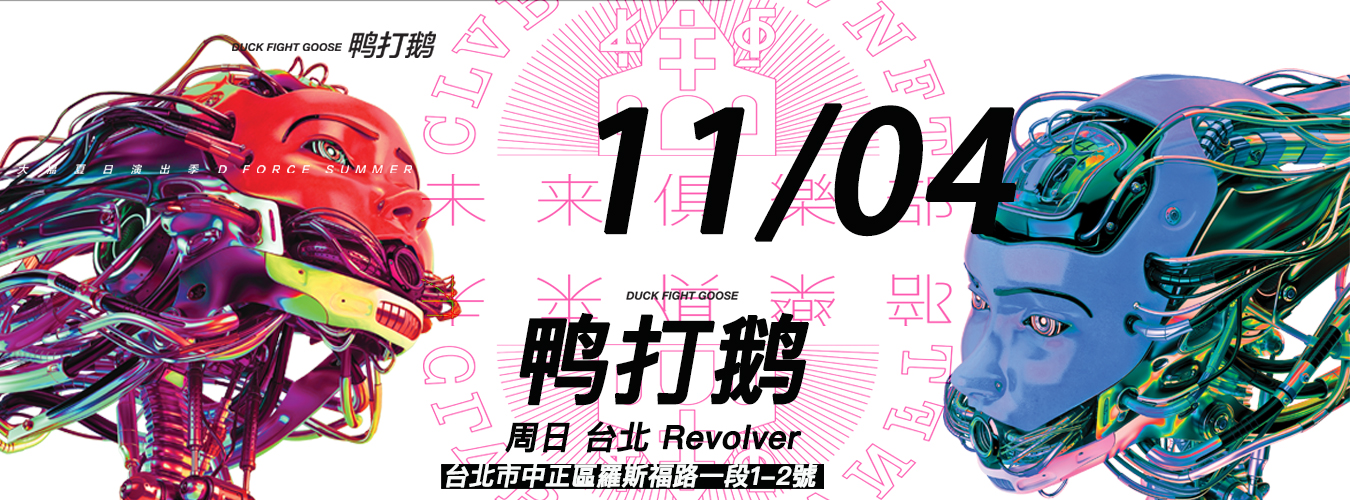 DUCK FIGHT GOOSE 鸭打鹅
11/04
大福夏日演出季 D FORCE SUMMER
未来俱樂部
DUCK FIGHT GOOSE
鸭打鹅
周日 台北 Revolver
台北市中正區羅斯福路一段1-2號